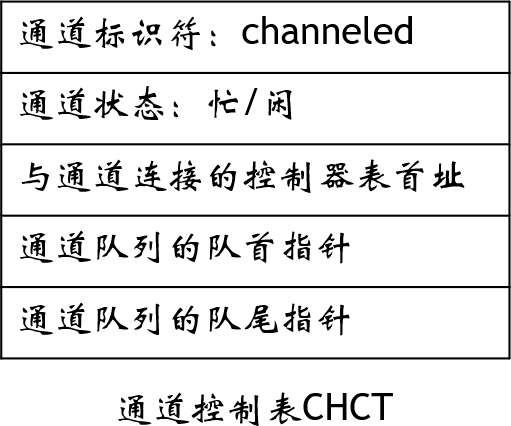 通道标识符：channeled
通道状态：忙/闲
与通道连接的控制器表首址
通道队列的队首指针
通道队列的队尾指针
通道控制表CHCT